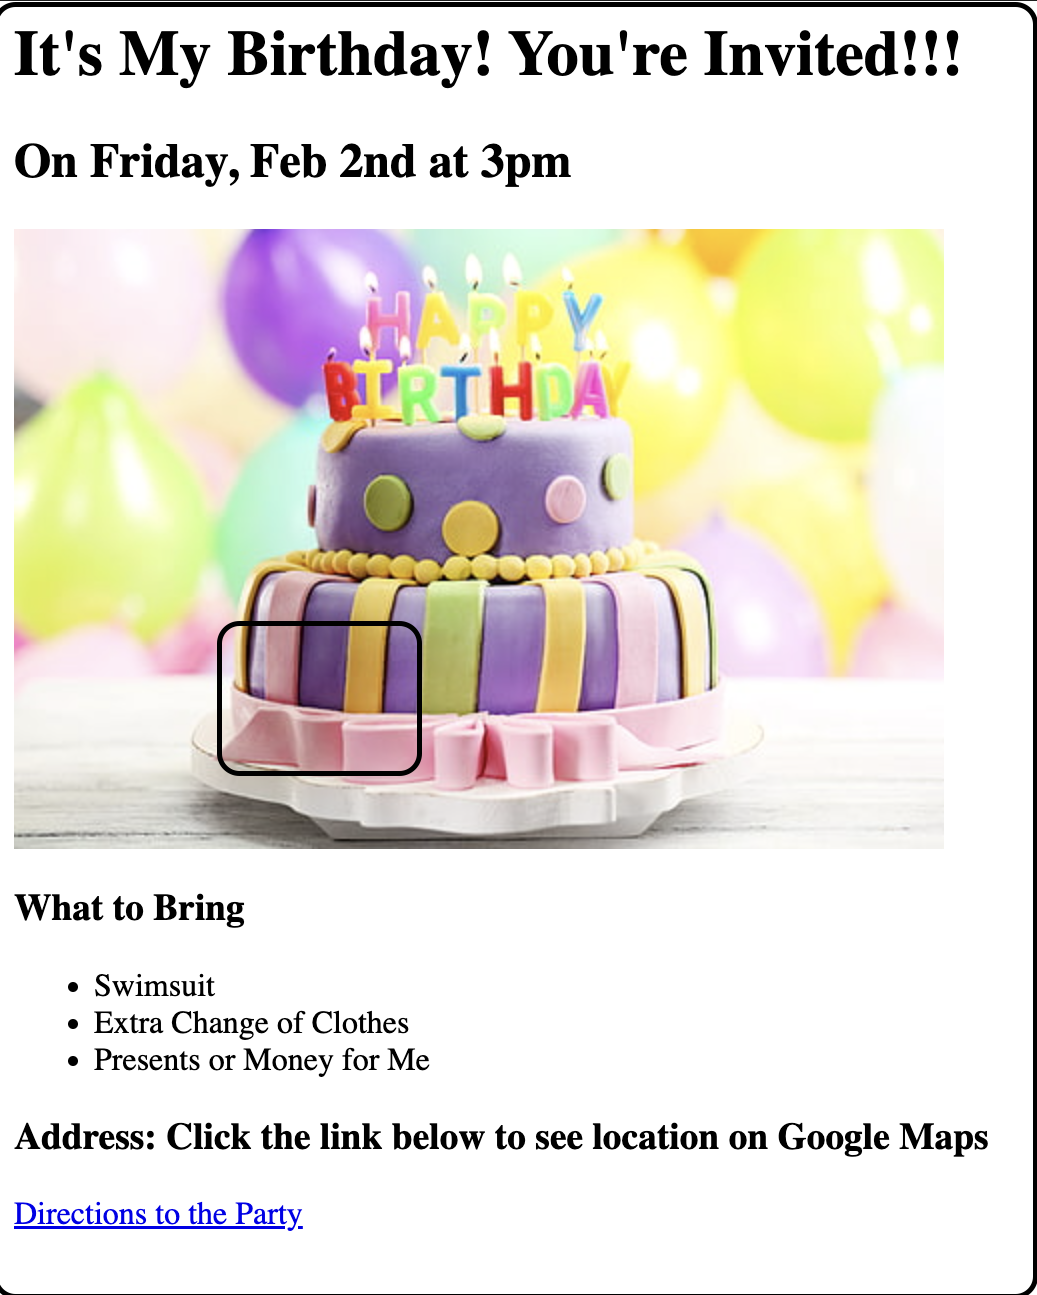 It's My Birthday! You're Invited!!!
On Friday, Feb 2nd at 3pm
HAPPY
BIRTHDAY
What to Bring
Swimsuit
Extra Change of Clothes
Presents or Money for Me
Address: Click the link below to see location on Google Maps
Directions to the Party